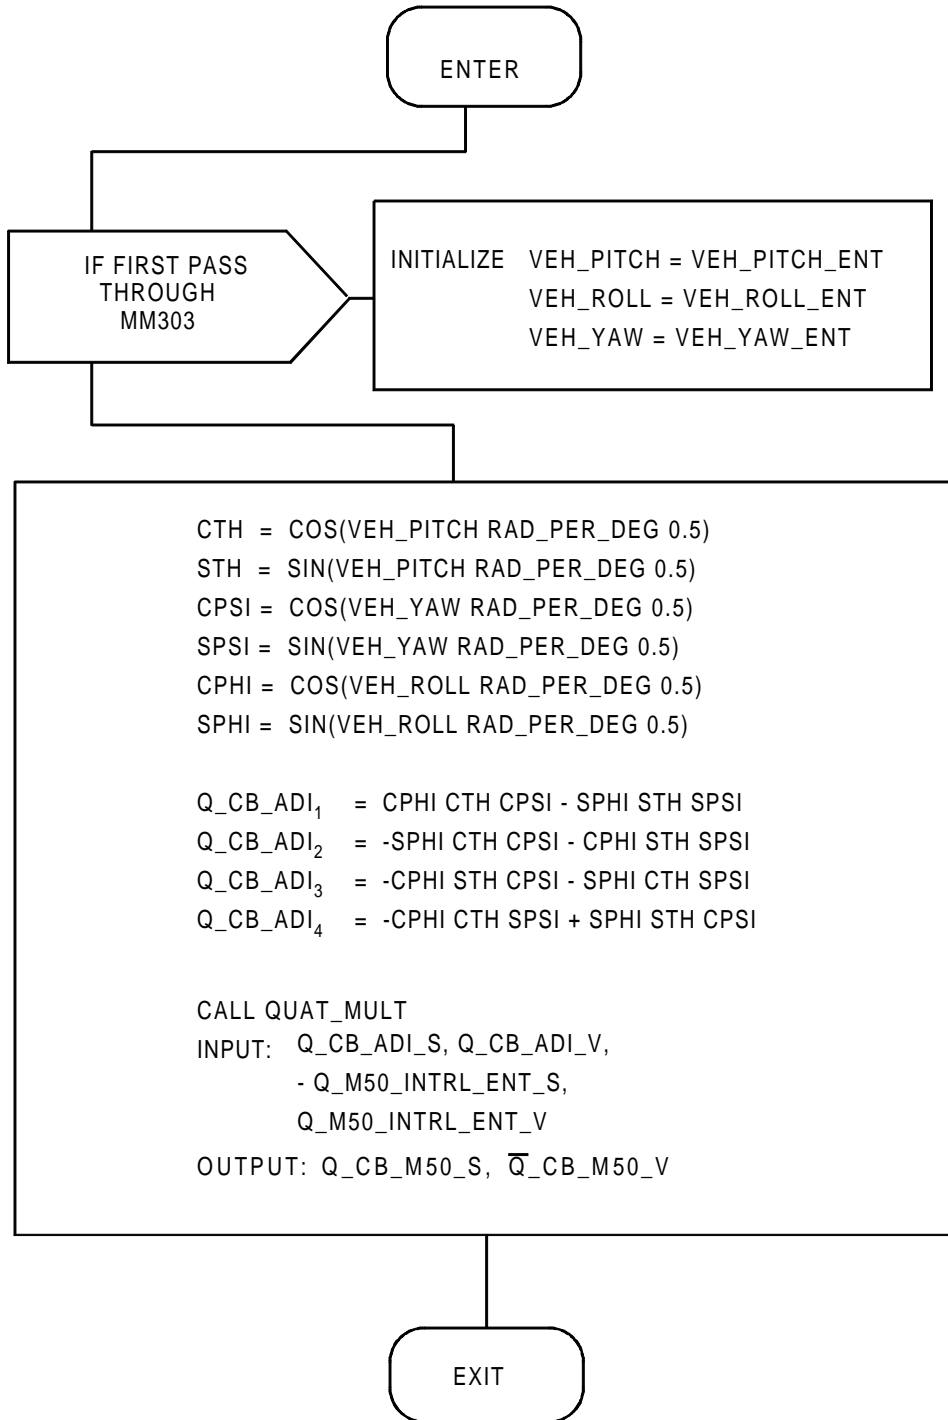 ENTER
IF FIRST PASS
THROUGH
MM303
INITIALIZE VEH_PITCH = VEH_PITCH_ENT
VEH_ROLL = VEH_ROLL_ENT
VEH_YAW = VEH_YAW_ENT
CTH = COS(VEH_PITCH RAD_PER_DEG 0.5)
STH = SIN(VEH_PITCH RAD_PER_DEG 0.5)
CPSI = COS(VEH_YAW RAD_PER_DEG 0.5)
SPSI = SIN(VEH_YAW RAD_PER_DEG 0.5)
CPHI = COS(VEH_ROLL RAD_PER_DEG 0.5)
SPHI = SIN(VEH_ROLL RAD_PER_DEG 0.5)
Q_CB_ADI₁ = CPHI CTH CPSI - SPHI STH SPSI
Q_CB_ADI₂ = -SPHI CTH CPSI - CPHI STH SPSI
Q_CB_ADI₃ = -CPHI STH CPSI - SPHI CTH SPSI
Q_CB_ADI₄ = -CPHI CTH SPSI + SPHI STH CPSI
CALL QUAT_MULT
INPUT: Q_CB_ADI_S, Q_CB_ADI_V,
- Q_M50_INTRL_ENT_S,
Q_M50_INTRL_ENT_V
OUTPUT: Q_CB_M50_S, Q̅_CB_M50_V
EXIT